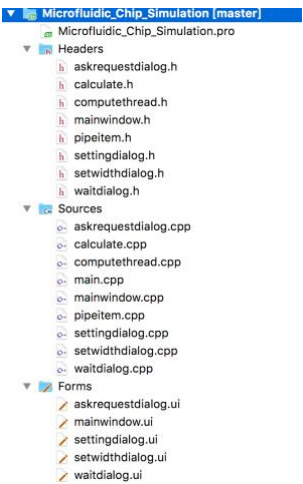 Microfluidic_Chip_Simulation [master]
Microfluidic_Chip_Simulation.pro
Headers
askrequestdialog.h
calculate.h
computethread.h
mainwindow.h
pipeitem.h
settingdialog.h
setwidthdialog.h
waitdialog.h
Sources
askrequestdialog.cpp
calculate.cpp
computethread.cpp
main.cpp
mainwindow.cpp
pipeitem.cpp
settingdialog.cpp
setwidthdialog.cpp
waitdialog.cpp
Forms
askrequestdialog.ui
mainwindow.ui
settingdialog.ui
setwidthdialog.ui
waitdialog.ui